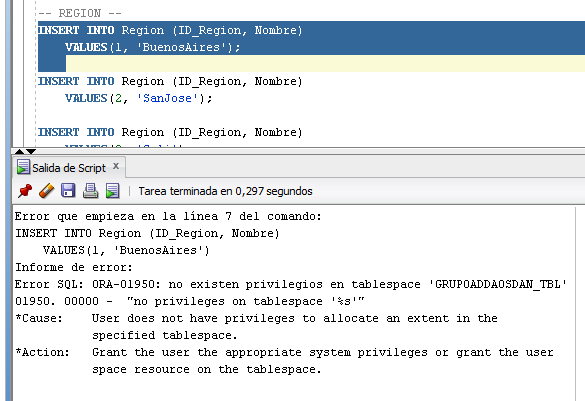 -- REGION --
INSERT INTO Region (ID_Region, Nombre)
VALUES(1, 'BuenosAires');
INSERT INTO Region (ID_Region, Nombre)
VALUES(2, 'SanJose');
INSERT INTO Region (ID_Region, Nombre)
Salida de Script x
Tarea terminada en 0,297 segundos
Error que empieza en la línea 7 del comando:
INSERT INTO Region (ID_Region, Nombre)
VALUES(1, 'BuenosAires')
Informe de error:
Error SQL: ORA-01950: no existen privilegios en tablespace 'GRUPOADDAOSDAN_TBL'
01950. 00000 - "no privileges on tablespace '%s'"
*Cause: User does not have privileges to allocate an extent in the
specified tablespace.
*Action: Grant the user the appropriate system privileges or grant the user
space resource on the tablespace.